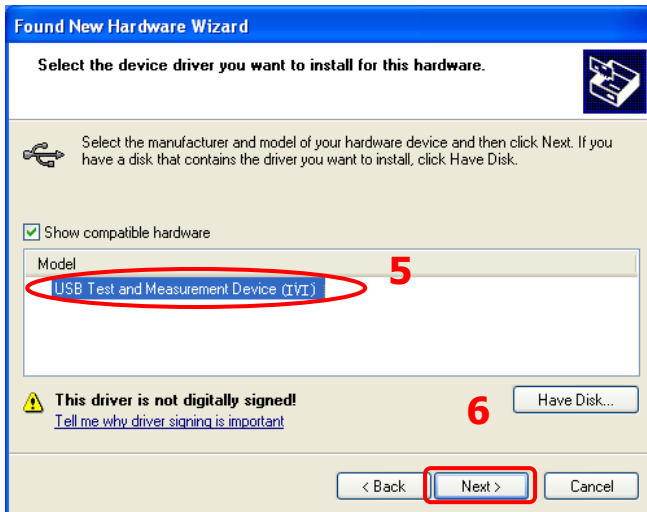 Found New Hardware Wizard
Select the device driver you want to install for this hardware.
Select the manufacturer and model of your hardware device and then click Next. If you
have a disk that contains the driver you want to install, click Have Disk.
Show compatible hardware
Model
5
USB Test and Measurement Device (IVI)
This driver is not digitally signed!
Tell me why driver signing is important
6
Have Disk...
< Back
Next >
Cancel